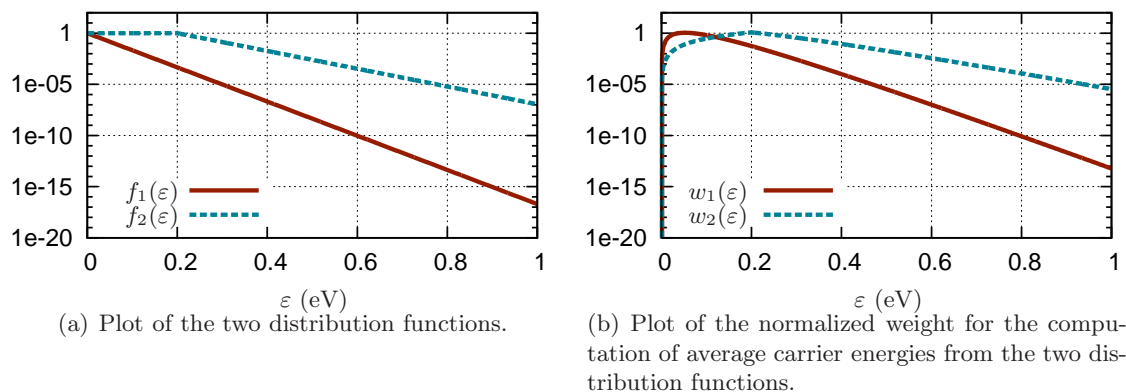 1
1e-05
1e-10
1e-15
1e-20
f₁(ε)
f₂(ε)
0 0.2 0.4 0.6 0.8 1
ε (eV)
(a) Plot of the two distribution functions.
1
1e-05
1e-10
1e-15
1e-20
w₁(ε)
w₂(ε)
0 0.2 0.4 0.6 0.8 1
ε (eV)
(b) Plot of the normalized weight for the compu-
tation of average carrier energies from the two dis-
tribution functions.